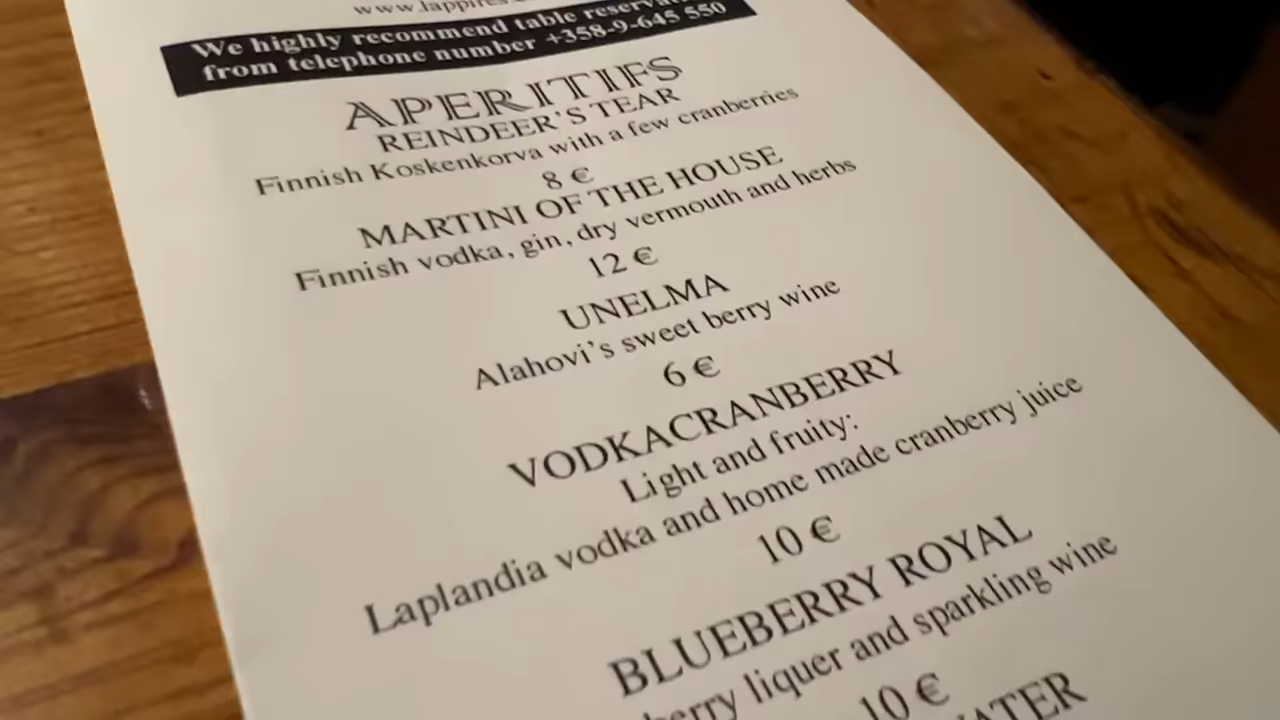 We highly recommend table
from telephone number +358-9-645 550
APERITIFS
REINDEER'S TEAR
Finnish Koskenkorva with a few cranberries
8 €
MARTINI OF THE HOUSE
Finnish vodka, gin, dry vermouth and herbs
12 €
UNELMA
Alahovi's sweet berry wine
6 €
VODKACRANBERRY
Light and fruity:
Laplandia vodka and home made cranberry juice
10 €
BLUEBERRY ROYAL
liquer and sparkling wine
10 €